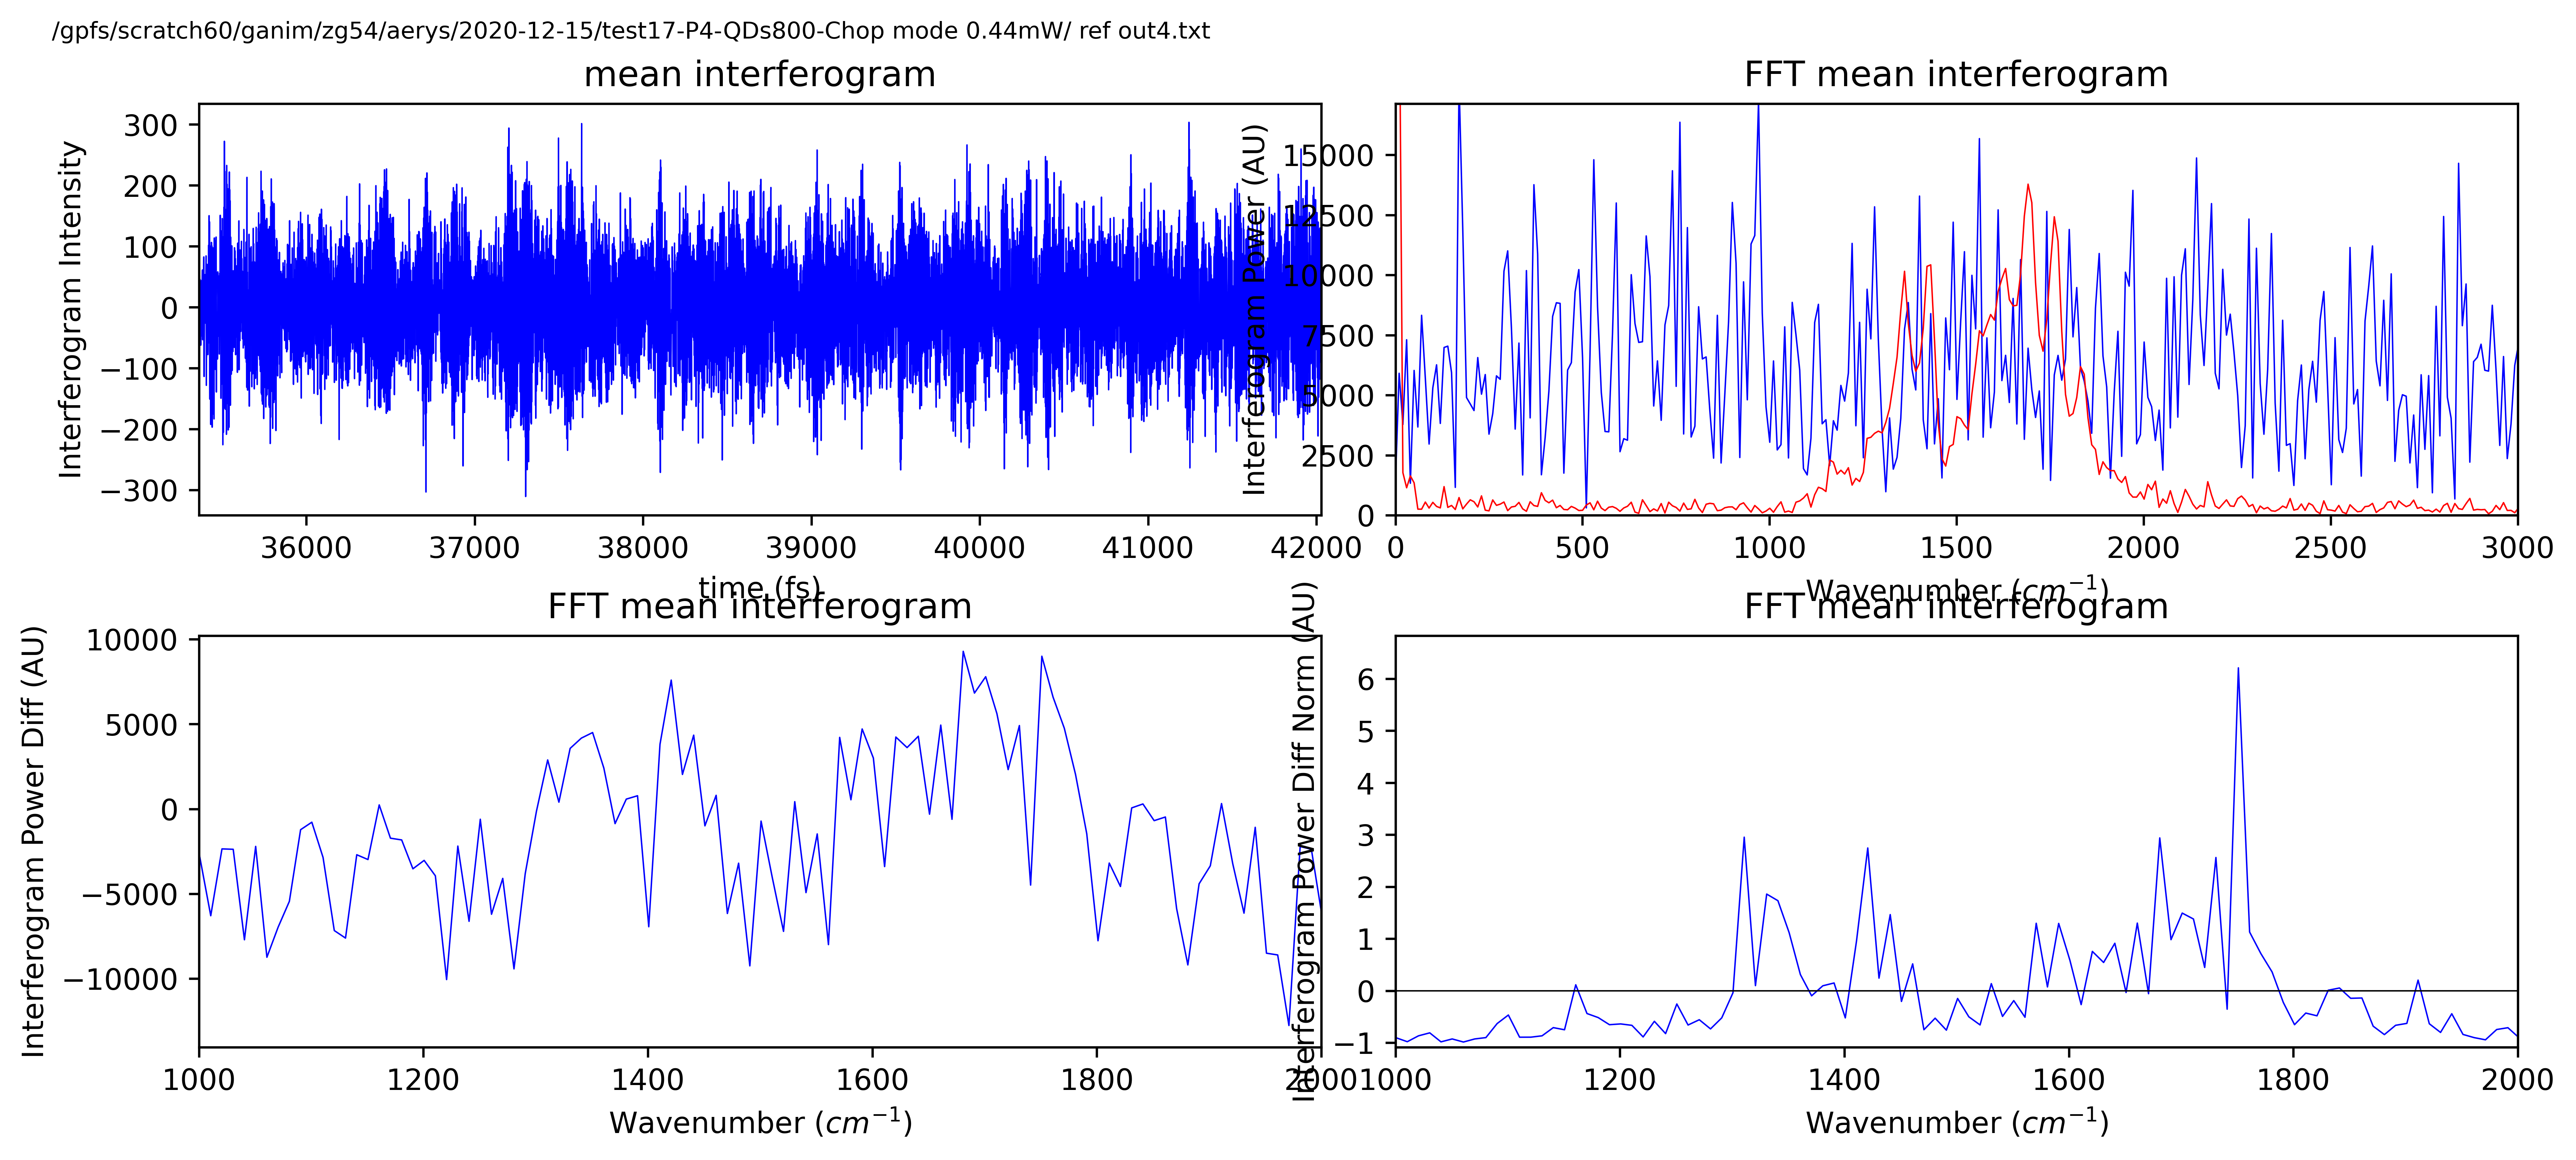 /gpfs/scratch60/ganim/zg54/aerys/2020-12-15/test17-P4-QDs800-Chop mode 0.44mW/ ref out4.txt
mean interferogram
Interferogram Intensity
300
200
100
0
−100
−200
−300
36000 37000 38000 39000 40000 41000 42000
time (fs)
FFT mean interferogram
Interferogram Power (AU)
15000
12500
10000
7500
5000
2500
0
0 500 1000 1500 2000 2500 3000
Wavenumber (cm⁻¹)
FFT mean interferogram
Interferogram Power Diff (AU)
10000
5000
0
−5000
−10000
1000 1200 1400 1600 1800 2000
Wavenumber (cm⁻¹)
FFT mean interferogram
Interferogram Power Diff Norm (AU)
6
5
4
3
2
1
0
−1
1000 1200 1400 1600 1800 2000
Wavenumber (cm⁻¹)